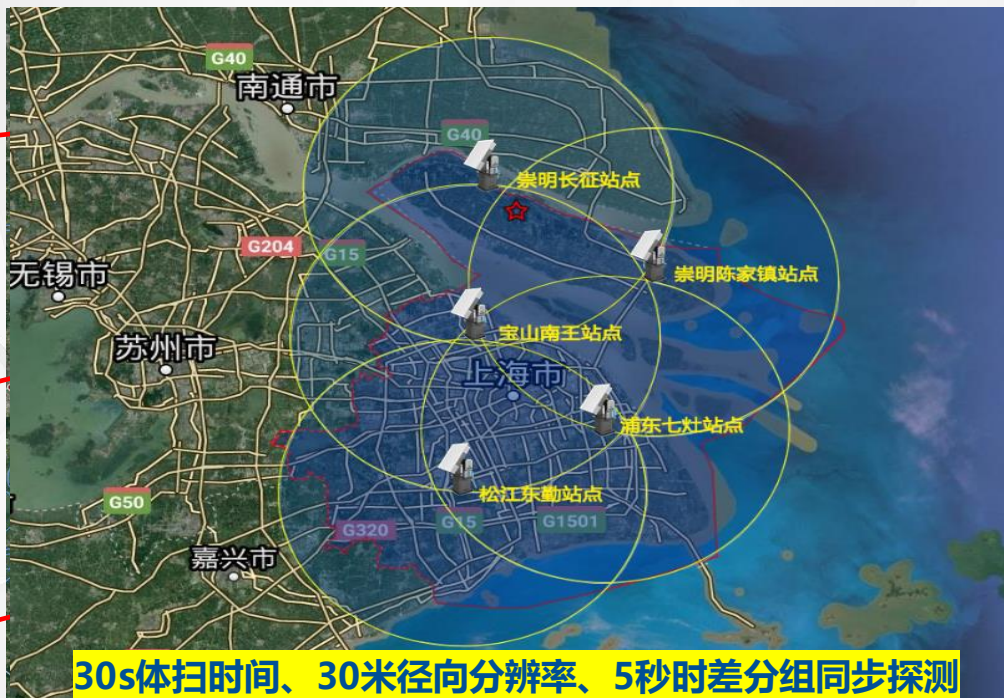 G40
南通市
G40
崇明长征站点
G204
G15
崇明陈家镇站点
无锡市
宝山南王站点
苏州市
上海市
浦东七灶站点
松江东勤站点
G50
G320
G15
G1501
嘉兴市
30s体扫时间、30米径向分辨率、5秒时差分组同步探测